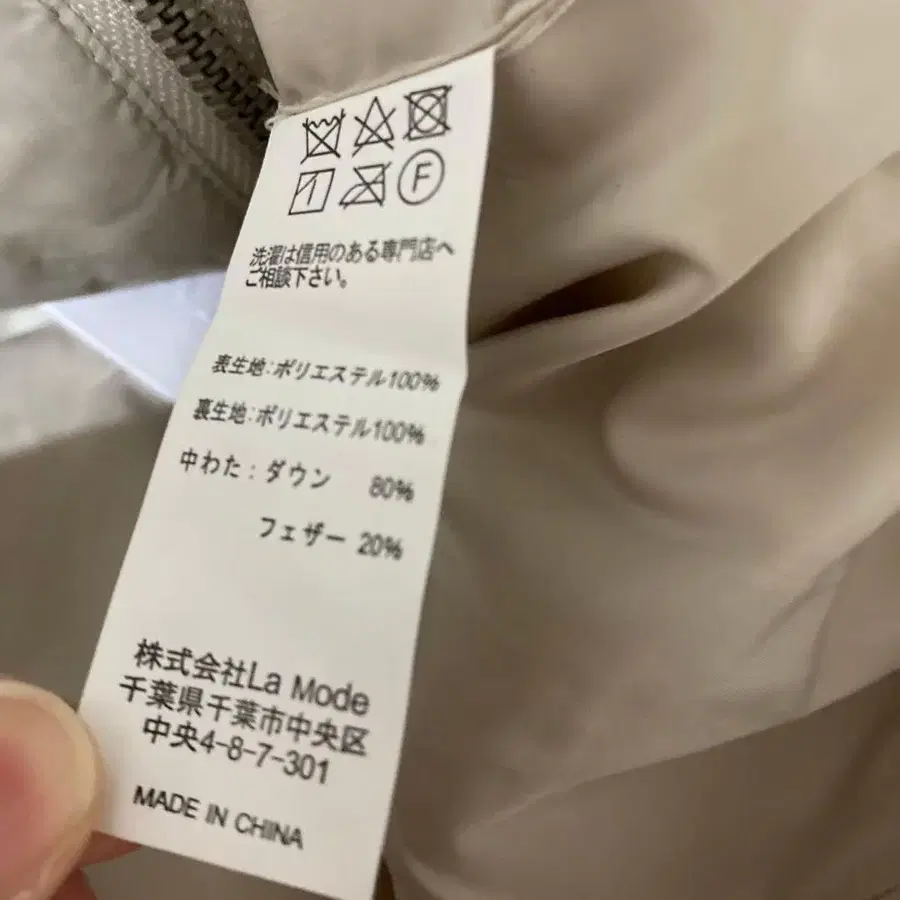 F
洗濯は信用のある専門店へ
ご相談下さい。
表生地:ポリエステル100%
裏生地:ポリエステル100%
中わた:ダウン 80%
フェザー 20%
株式会社La Mode
千葉県千葉市中央区
中央4-8-7-301
MADE IN CHINA